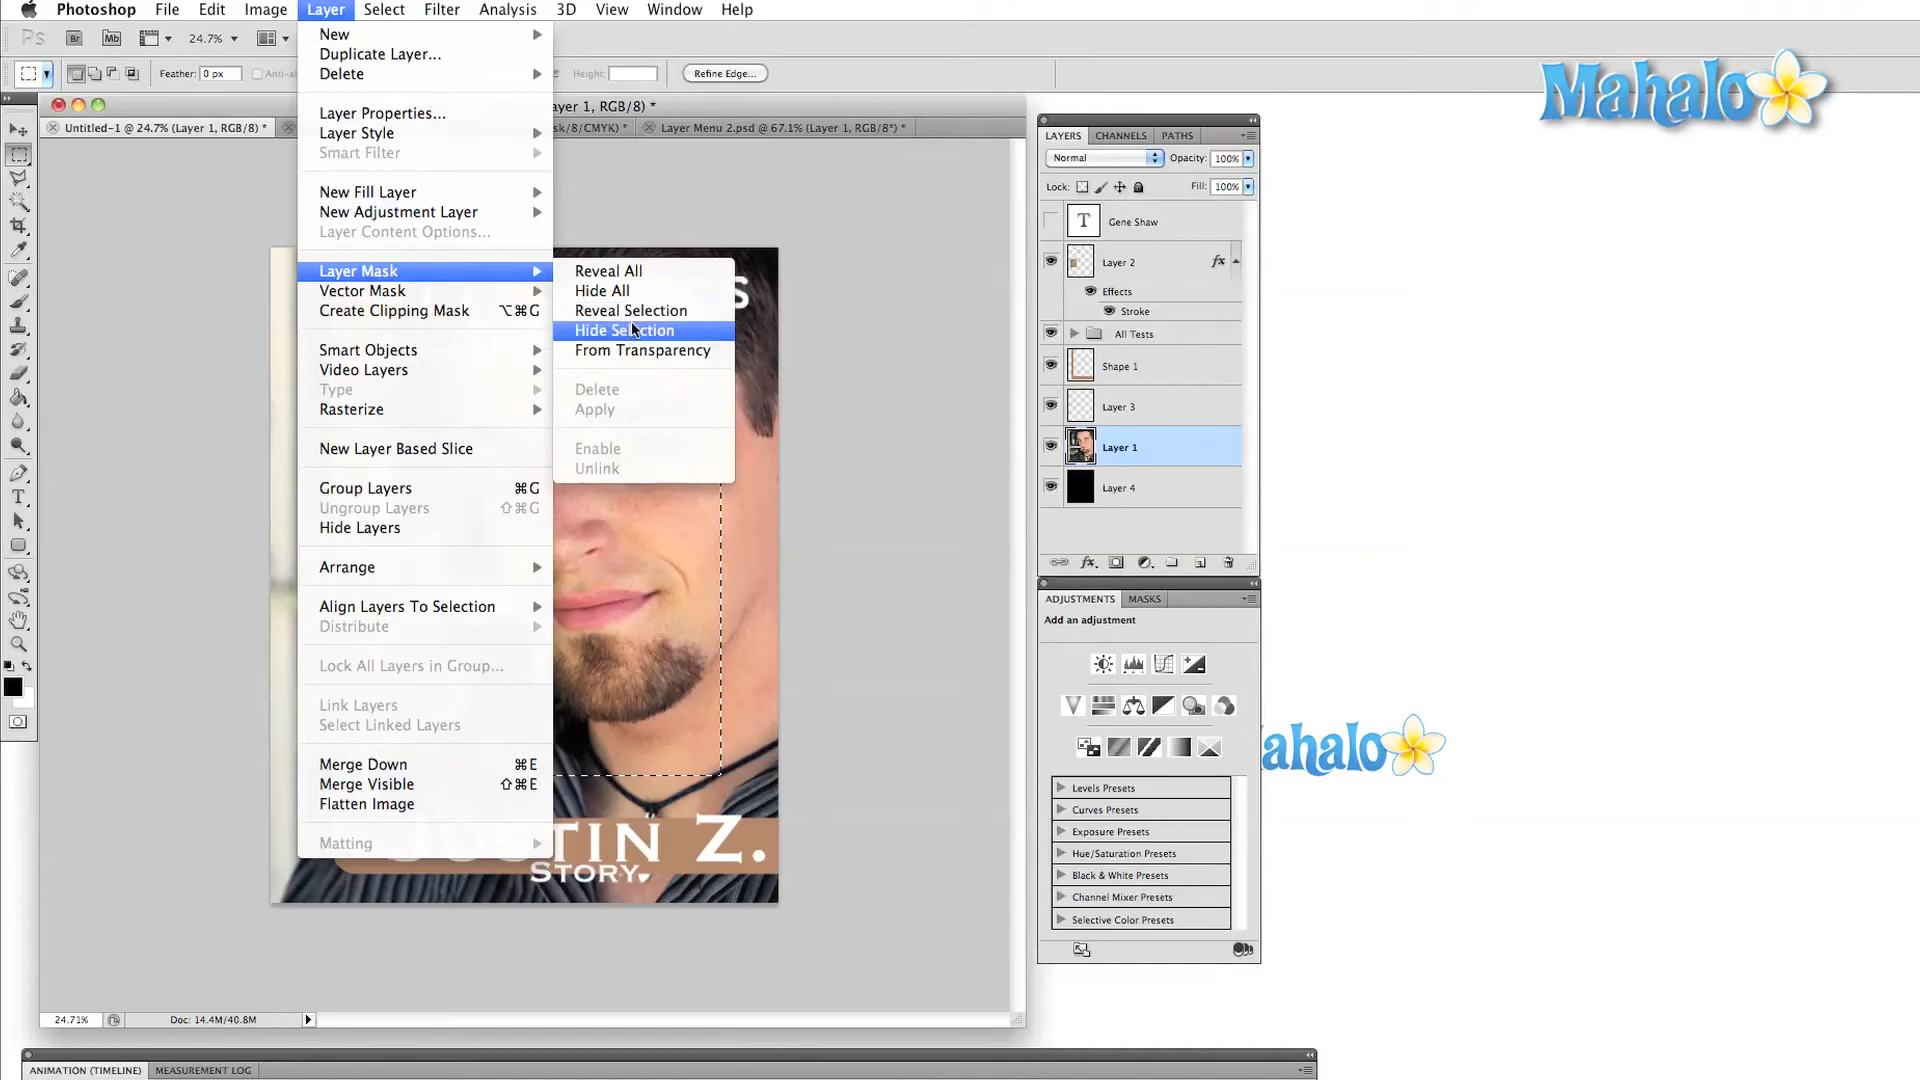 Photoshop File Edit Image Layer Select Filter Analysis 3D View Window Help
Ps Br Mb 24.7%
Feather: 0 px Height: Refine Edge...
Mahalo
ayer 1, RGB/8) *
Untitled-1 @ 24.7% (Layer 1, RGB/8) * sk/8/CMYK) * Layer Menu 2.psd @ 67.1% (Layer 1, RGB/8*) *
New
Duplicate Layer...
Delete
Layer Properties...
Layer Style
Smart Filter
New Fill Layer
New Adjustment Layer
Layer Content Options...
Layer Mask
Vector Mask
Create Clipping Mask ⌥⌘G
Smart Objects
Video Layers
Type
Rasterize
New Layer Based Slice
Group Layers ⌘G
Ungroup Layers ⇧⌘G
Hide Layers
Arrange
Align Layers To Selection
Distribute
Lock All Layers in Group...
Link Layers
Select Linked Layers
Merge Down ⌘E
Merge Visible ⇧⌘E
Flatten Image
Matting
Reveal All
Hide All
Reveal Selection
Hide Selection
From Transparency
Delete
Apply
Enable
Unlink
S
JUSTIN Z.
STORY
LAYERS CHANNELS PATHS
Normal Opacity: 100%
Lock: Fill: 100%
T Gene Shaw
Layer 2 fx
Effects
Stroke
All Tests
Shape 1
Layer 3
Layer 1
Layer 4
fx.
ADJUSTMENTS MASKS
Add an adjustment
Levels Presets
Curves Presets
Exposure Presets
Hue/Saturation Presets
Black & White Presets
Channel Mixer Presets
Selective Color Presets
ahalo
24.71% Doc: 14.4M/40.8M
ANIMATION (TIMELINE) MEASUREMENT LOG